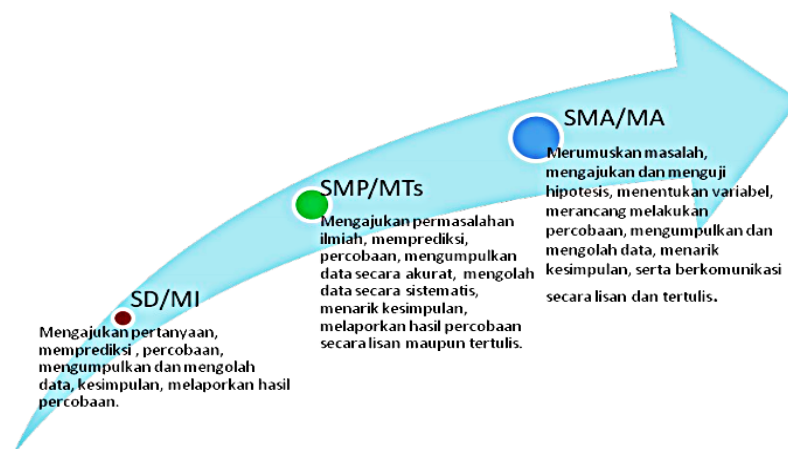 SD/MI
Mengajukan pertanyaan,
memprediksi , percobaan,
mengumpulkan dan mengolah
data, kesimpulan, melaporkan hasil
percobaan.
SMP/MTs
Mengajukan permasalahan
ilmiah, memprediksi,
percobaan, mengumpulkan
data secara akurat, mengolah
data secara sistematis,
menarik kesimpulan,
melaporkan hasil percobaan
secara lisan maupun tertulis.
SMA/MA
Merumuskan masalah,
mengajukan dan menguji
hipotesis, menentukan variabel,
merancang melakukan
percobaan, mengumpulkan dan
mengolah data, menarik
kesimpulan, serta berkomunikasi
secara lisan dan tertulis.